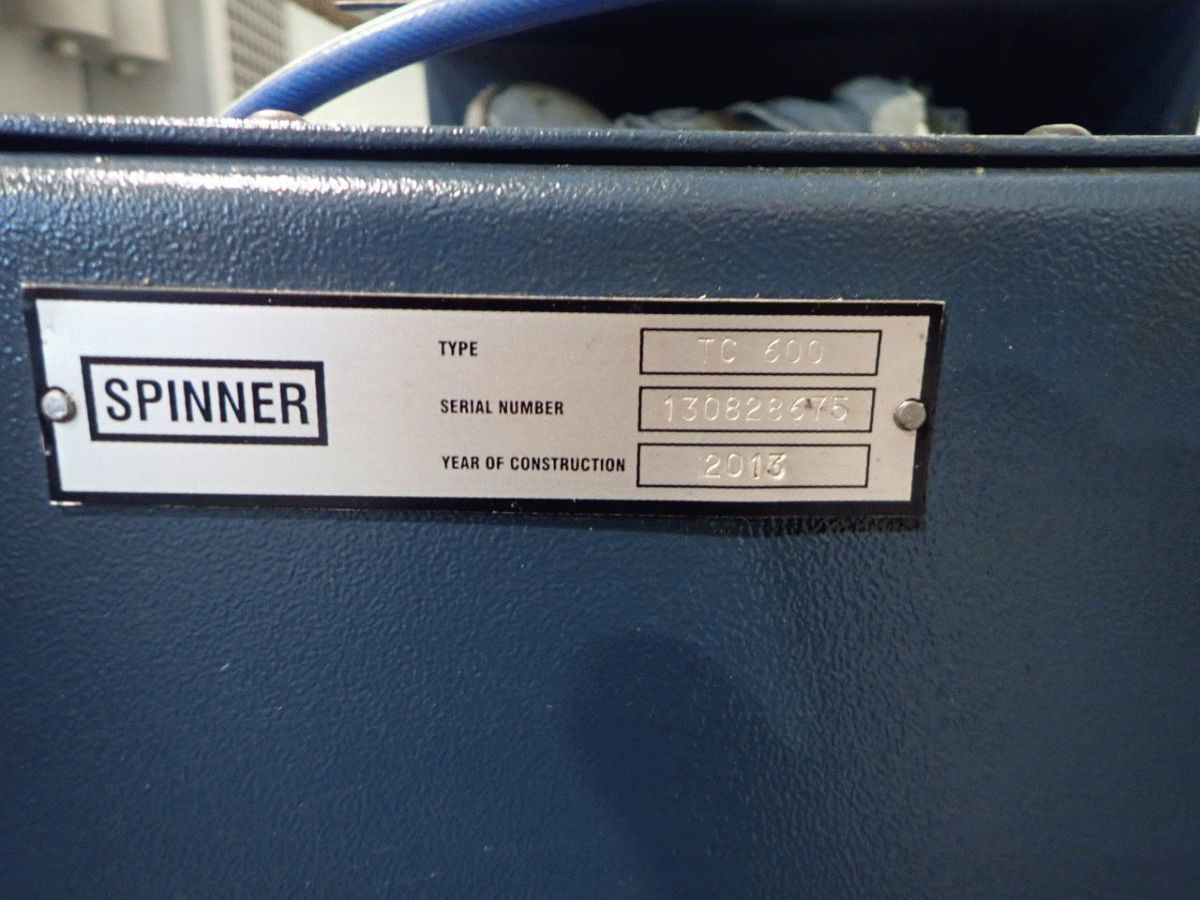 SPINNER
TYPE TC 600
SERIAL NUMBER 130828675
YEAR OF CONSTRUCTION 2013